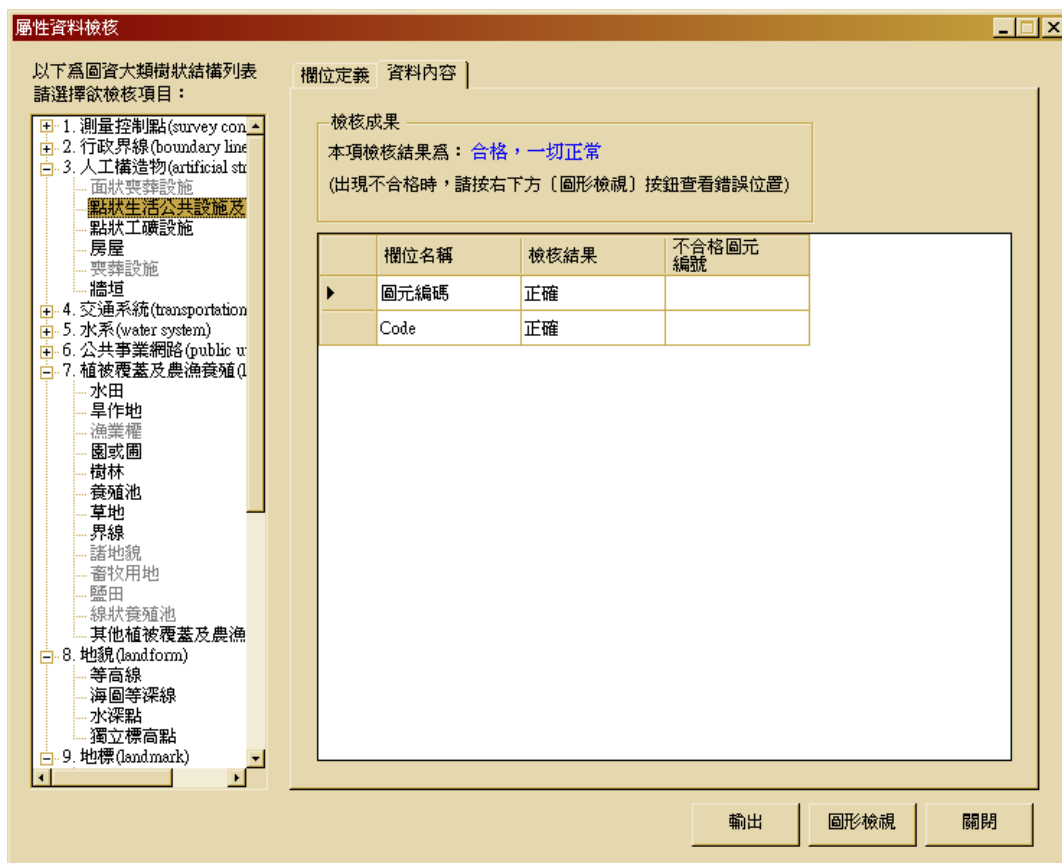 屬性資料檢核
以下為圖資大類樹狀結構列表
請選擇欲檢核項目：
1. 測量控制點(survey con
2. 行政界線(boundary line
3. 人工構造物(artificial str
面狀喪葬設施
點狀生活公共設施及
點狀工礦設施
房屋
喪葬設施
牆垣
4. 交通系統(transportation
5. 水系(water system)
6. 公共事業網路(public u
7. 植被覆蓋及農漁養殖(l
水田
旱作地
漁業權
園或圃
樹林
養殖池
草地
界線
諸地貌
畜牧用地
鹽田
線狀養殖池
其他植被覆蓋及農漁
8. 地貌(landform)
等高線
海圖等深線
水深點
獨立標高點
9. 地標(landmark)
欄位定義 資料內容
檢核成果
本項檢核結果為：合格，一切正常
(出現不合格時，請按右下方〔圖形檢視〕按鈕查看錯誤位置)
欄位名稱 檢核結果 不合格圖元
編號
圖元編碼 正確
Code 正確
輸出 圖形檢視 關閉